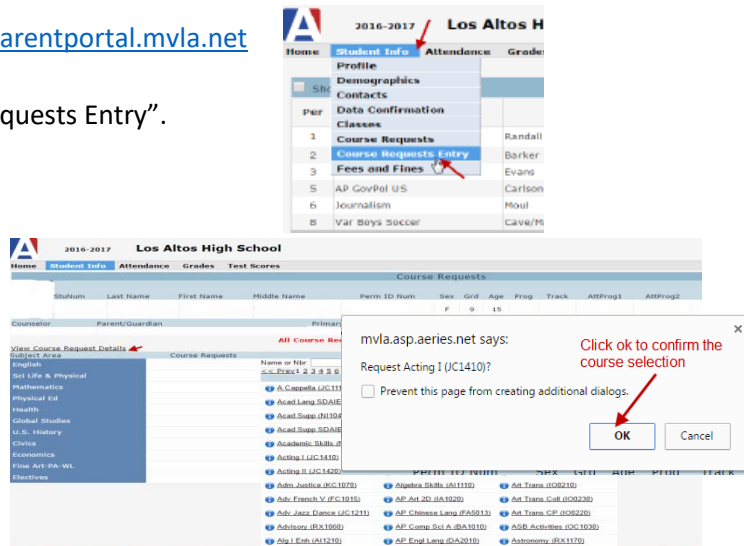 arentportal.mvla.net
quests Entry”.
2016-2017 Los Altos H
Home Student Info Attendance Grade
Profile
Demographics
Contacts
Data Confirmation
Classes
Course Requests
Course Requests Entry
Fees and Fines
Sho
Per
1 Randall
2 Barker
3 Evans
5 AP GovPol US Carlson
6 Journalism Moul
8 Var Boys Soccer Cave/M
2016-2017 Los Altos High School
Home Student Info Attendance Grades Test Scores
Course Requests
StuNum Last Name First Name Middle Name Perm ID Num Sex Grd Age Prog Track AttProg1 AttProg2
F 9 15
Counselor Parent/Guardian Primary
View Course Request Details
All Course Re
Subject Area Course Requests
English
Sci Life & Physical
Mathematics
Physical Ed
Health
Global Studies
U.S. History
Civics
Economics
Fine Art-PA-WL
Electives
Name or Nbr:
<< Prev 1 2 3 4 5 6
A Cappella (JC111
Acad Lang SDAIE
Acad Supp (NI104
Acad Supp SDAIE
Academic Skills (N
Acting I (JC1410)
Acting II (JC1420)
Perm ID Num Sex Grd Age Prog Track
Adm Justice (KC1070) Algebra Skills (AI1110) Art Trans (IO0210)
Adv French V (FC1015) AP Art 2D (IA1020) Art Trans Coll (IO0230)
Adv Jazz Dance (JC1211) AP Chinese Lang (FA5013) Art Trans CP (IO0220)
Advisory (RX1060) AP Comp Sci A (BA1010) ASB Activities (OC1030)
Alg I Enh (AI1210) AP Engl Lang (DA2010) Astronomy (RX1170)
mvla.asp.aeries.net says:
Request Acting I (JC1410)?
Prevent this page from creating additional dialogs.
OK Cancel
Click ok to confirm the
course selection